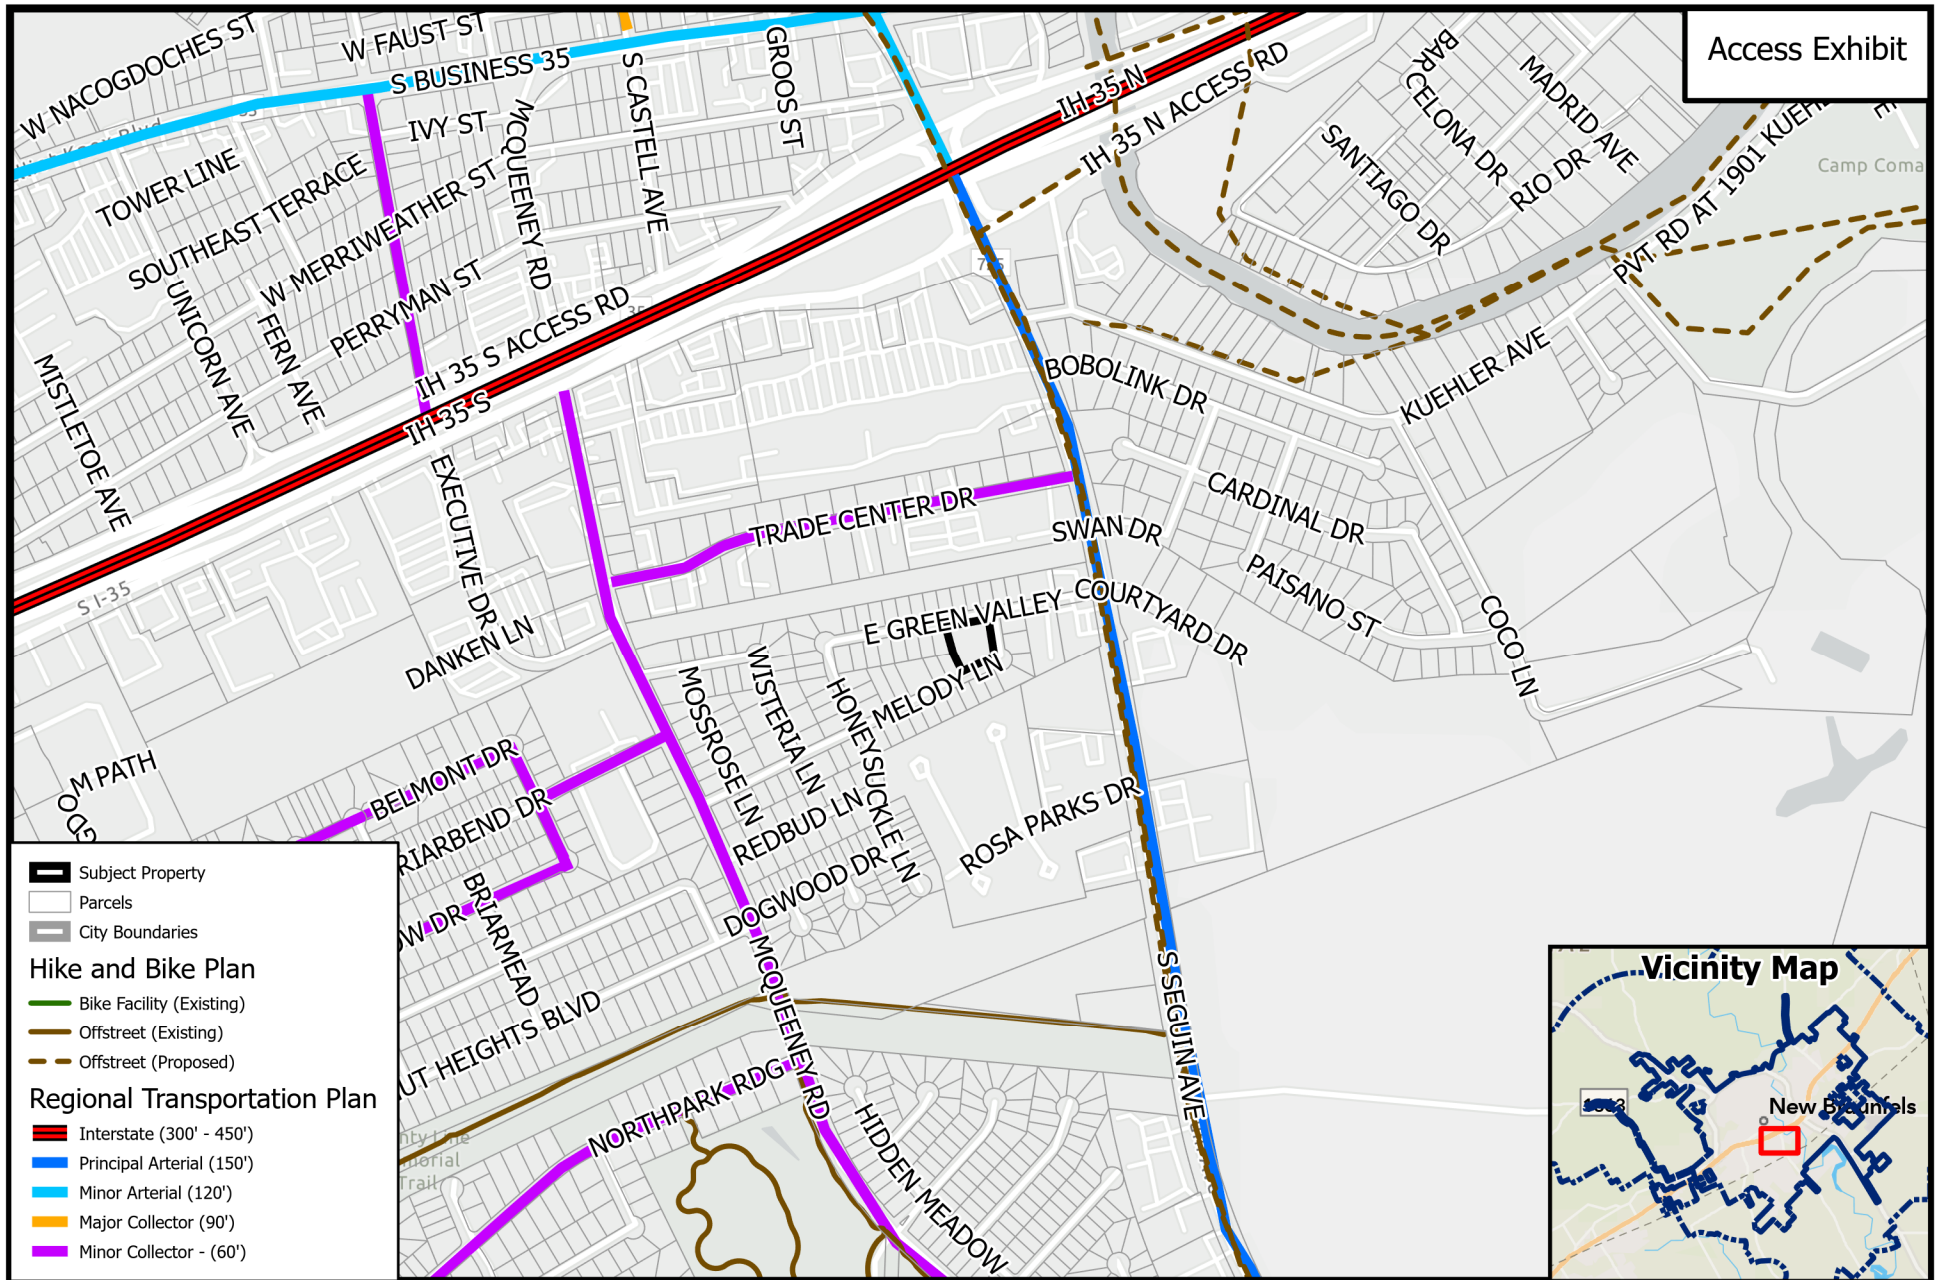 Access Exhibit
W NACOGDOCHES ST
W FAUST ST
S BUSINESS 35
S CASTELL AVE
GROOS ST
IH 35 N
IH 35 N ACCESS RD
BARCELONA DR
MADRID AVE
SANTIAGO DR
RIO DR
PVT RD AT 1901 KUEHL
Camp Coma
TOWER LINE
IVY ST
MCQUEENEY RD
SOUTHEAST TERRACE
W MERRIWEATHER ST
PERRYMAN ST
UNICORN AVE
FERN AVE
MISTLETOE AVE
IH 35 S ACCESS RD
IH 35 S
35
S I-35
EXECUTIVE DR
DANKEN LN
TRADE CENTER DR
BOBOLINK DR
KUEHLER AVE
CARDINAL DR
SWAN DR
PAISANO ST
COURTYARD DR
COCO LN
E GREEN VALLEY
MELODY LN
MOSSROSE LN
WISTERIA LN
HONEYSUCKLE LN
REDBUD LN
DOGWOOD DR
ROSA PARKS DR
M PATH
BELMONT DR
RIARBEND DR
OW DR
BRIARMEAD
UT HEIGHTS BLVD
MCQUEENEY RD
S SEGUIN AVE
NORTHPARK RDG
HIDDEN MEADOW
nty Line
morial
Trail
Subject Property
Parcels
City Boundaries
Hike and Bike Plan
Bike Facility (Existing)
Offstreet (Existing)
Offstreet (Proposed)
Regional Transportation Plan
Interstate (300' - 450')
Principal Arterial (150')
Minor Arterial (120')
Major Collector (90')
Minor Collector - (60')
Vicinity Map
New Braunfels